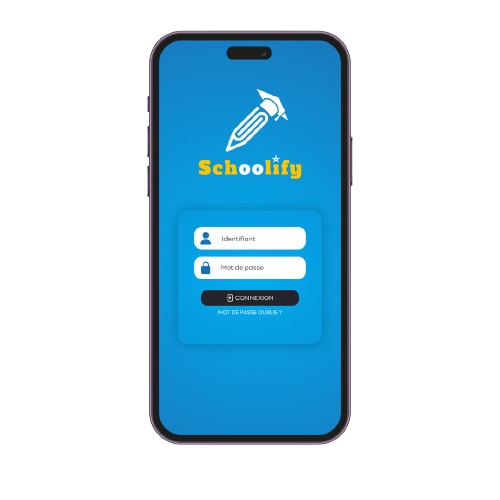 Schoolify
Identifiant
Mot de passe
CONNEXION
MOT DE PASSE OUBLIE ?